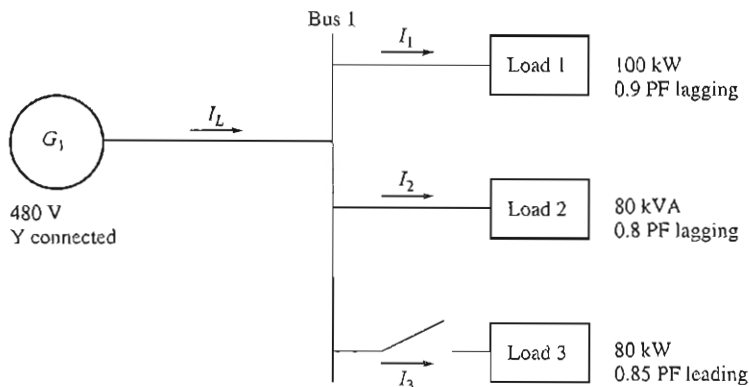 Bus 1
I₁
Load 1
100 kW
0.9 PF lagging
G₁
I_L
480 V
Y connected
I₂
Load 2
80 kVA
0.8 PF lagging
I₃
Load 3
80 kW
0.85 PF leading